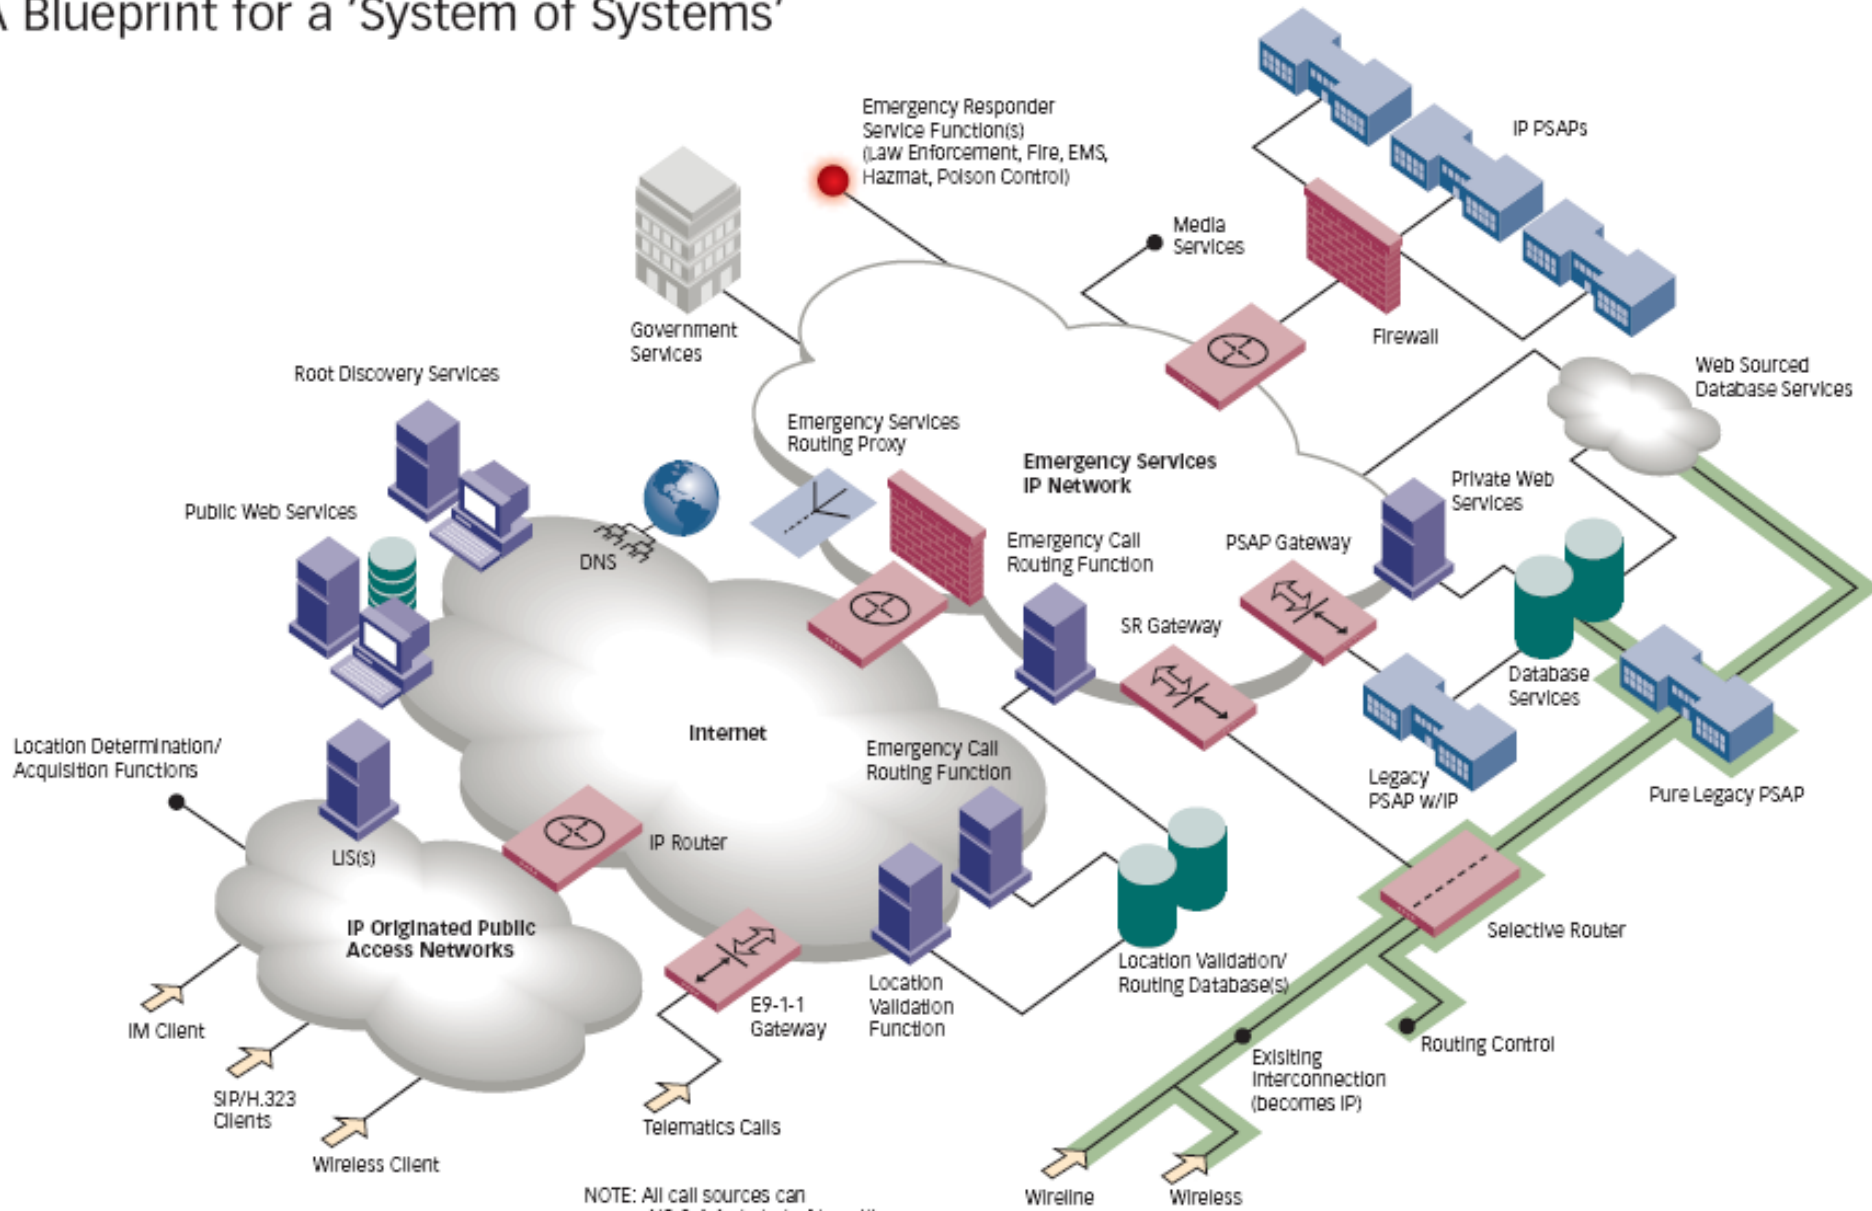 A Blueprint for a 'System of Systems'
Emergency Responder
Service Function(s)
(Law Enforcement, Fire, EMS,
Hazmat, Poison Control)
IP PSAPs
Media
Services
Government
Services
Firewall
Root Discovery Services
Web Sourced
Database Services
Emergency Services
Routing Proxy
Emergency Services
IP Network
Private Web
Services
Public Web Services
DNS
Emergency Call
Routing Function
PSAP Gateway
SR Gateway
Database
Services
Internet
Location Determination/
Acquisition Functions
Emergency Call
Routing Function
Legacy
PSAP w/IP
Pure Legacy PSAP
LIS(s)
IP Router
IP Originated Public
Access Networks
Selective Router
Location Validation/
Routing Database(s)
E9-1-1
Gateway
Location
Validation
Function
IM Client
Routing Control
Exisiting
Interconnection
(becomes IP)
SIP/H.323
Clients
Telematics Calls
Wireless Client
NOTE: All call sources can
Wireline
Wireless